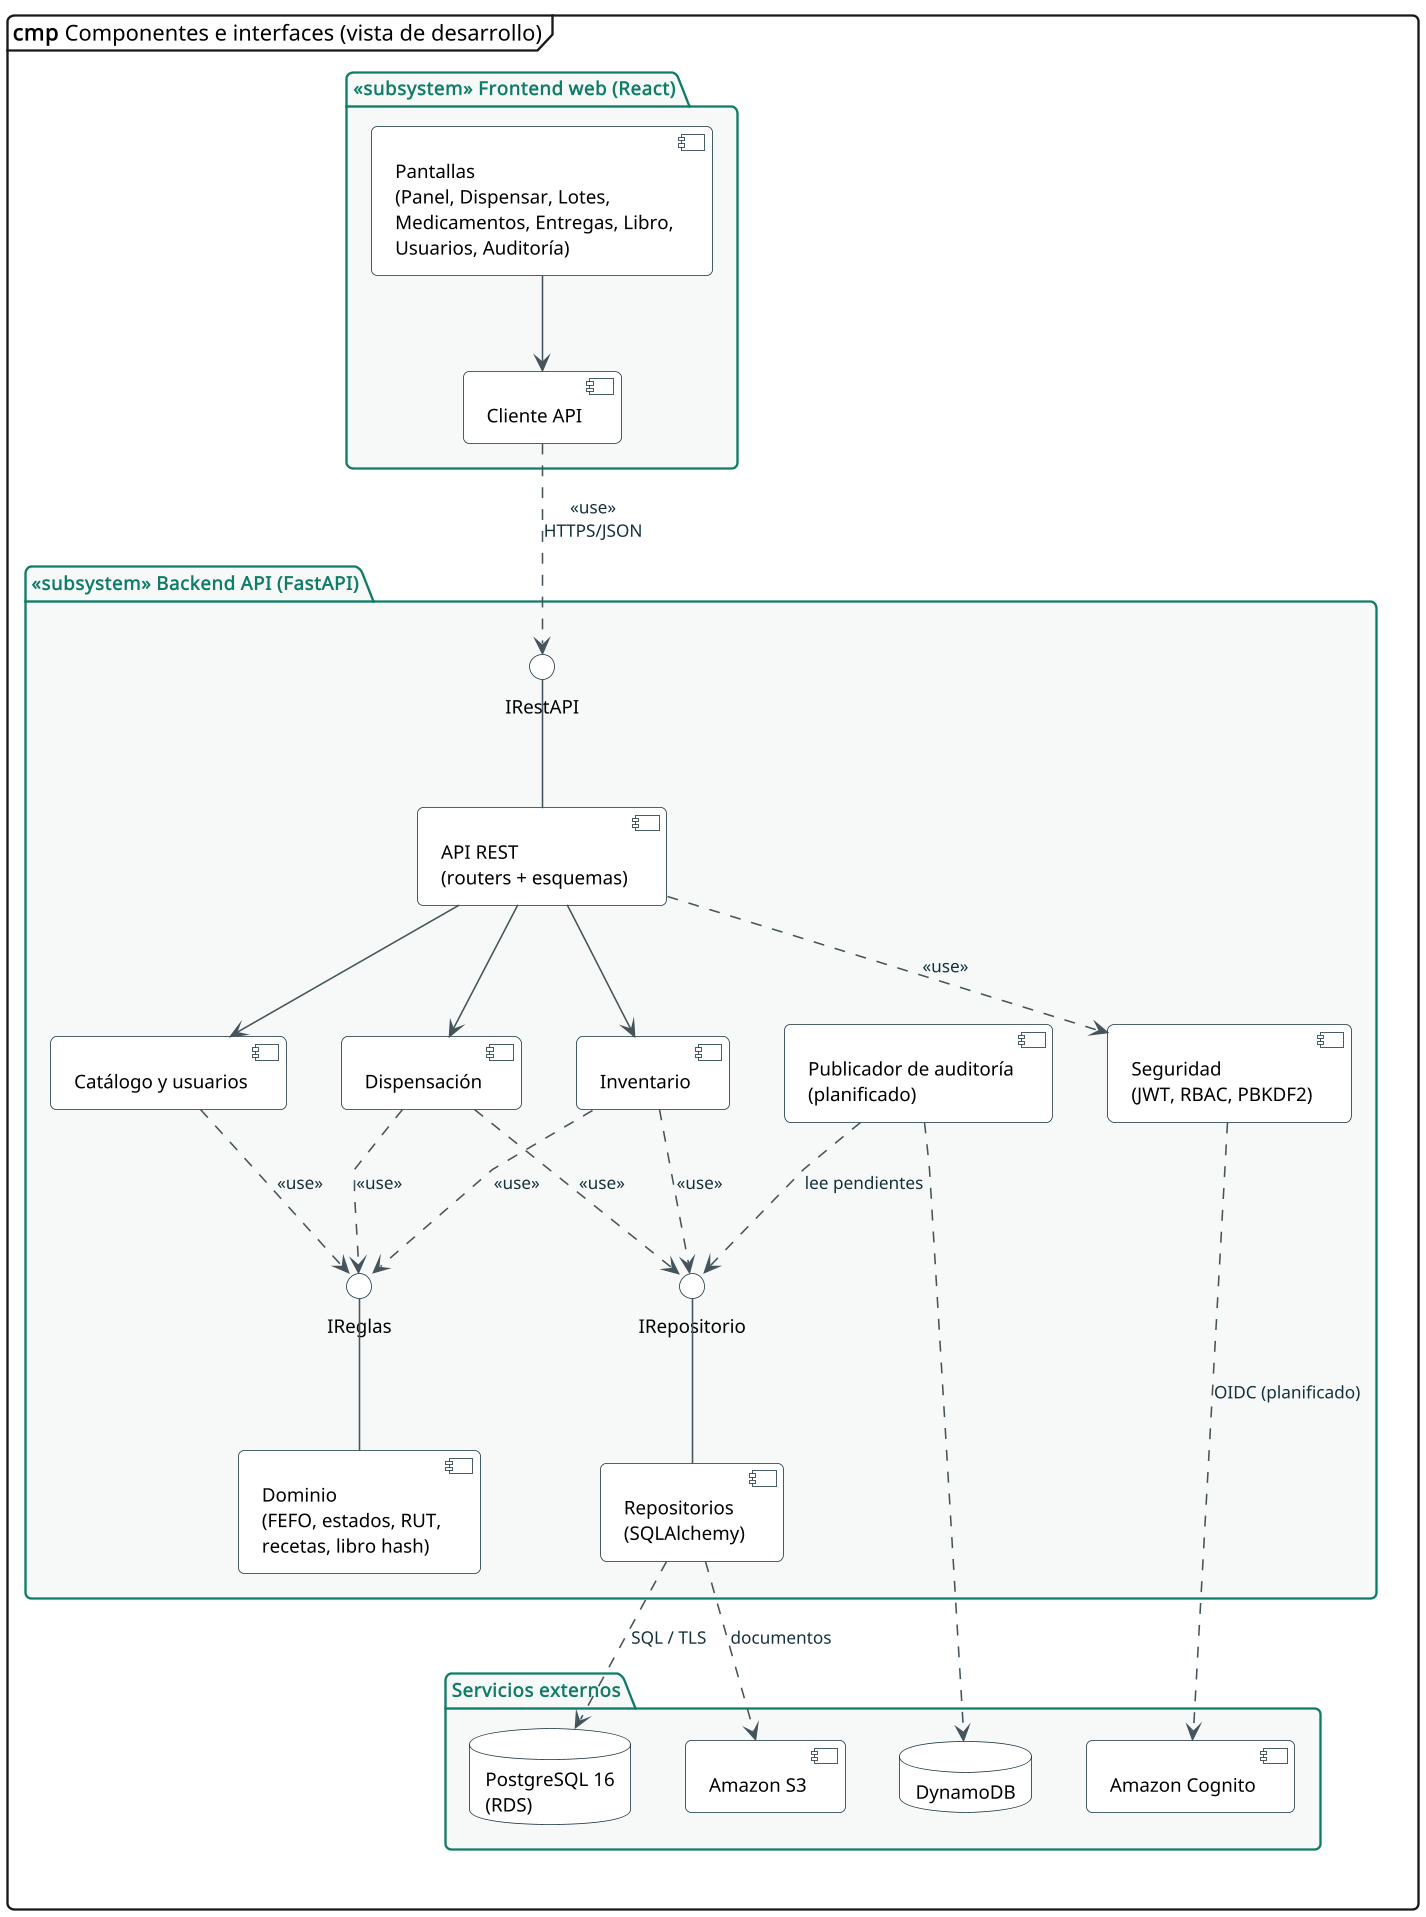 cmp Componentes e interfaces (vista de desarrollo)
«subsystem» Frontend web (React)
Pantallas
(Panel, Dispensar, Lotes,
Medicamentos, Entregas, Libro,
Usuarios, Auditoría)
Cliente API
«use»
HTTPS/JSON
«subsystem» Backend API (FastAPI)
IRestAPI
API REST
(routers + esquemas)
«use»
Catálogo y usuarios
Dispensación
Inventario
Publicador de auditoría
(planificado)
Seguridad
(JWT, RBAC, PBKDF2)
«use»
«use»
«use»
«use»
«use»
lee pendientes
IReglas
IRepositorio
OIDC (planificado)
Dominio
(FEFO, estados, RUT,
recetas, libro hash)
Repositorios
(SQLAlchemy)
SQL / TLS
documentos
Servicios externos
PostgreSQL 16
(RDS)
Amazon S3
DynamoDB
Amazon Cognito